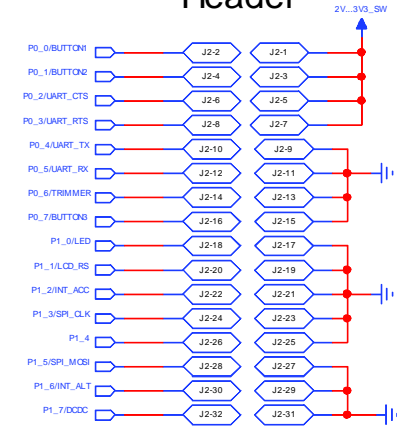 Header
2V...3V3_SW
P0_0/BUTTON1 J2-2 J2-1
P0_1/BUTTON2 J2-4 J2-3
P0_2/UART_CTS J2-6 J2-5
P0_3/UART_RTS J2-8 J2-7
P0_4/UART_TX J2-10 J2-9
P0_5/UART_RX J2-12 J2-11
P0_6/TRIMMER J2-14 J2-13
P0_7/BUTTON3 J2-16 J2-15
P1_0/LED J2-18 J2-17
P1_1/LCD_RS J2-20 J2-19
P1_2/INT_ACC J2-22 J2-21
P1_3/SPI_CLK J2-24 J2-23
P1_4 J2-26 J2-25
P1_5/SPI_MOSI J2-28 J2-27
P1_6/INT_ALT J2-30 J2-29
P1_7/DCDC J2-32 J2-31